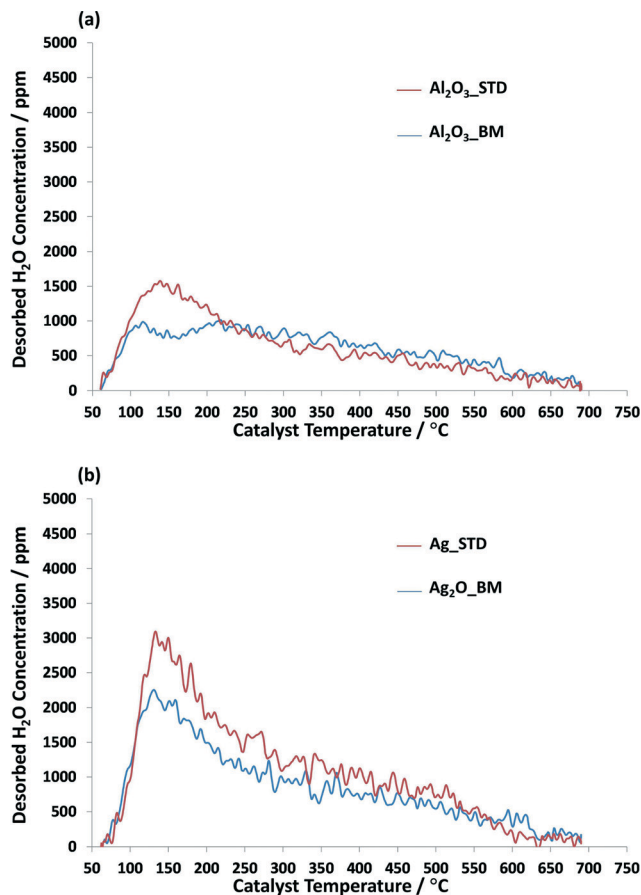 (a)
Desorbed H₂O Concentration / ppm
5000
4500
4000
3500
3000
2500
2000
1500
1000
500
0
Al₂O₃_STD
Al₂O₃_BM
50 100 150 200 250 300 350 400 450 500 550 600 650 700 750
Catalyst Temperature / °C
(b)
Desorbed H₂O Concentration / ppm
5000
4500
4000
3500
3000
2500
2000
1500
1000
500
0
Ag_STD
Ag₂O_BM
50 100 150 200 250 300 350 400 450 500 550 600 650 700 750
Catalyst Temperature / °C